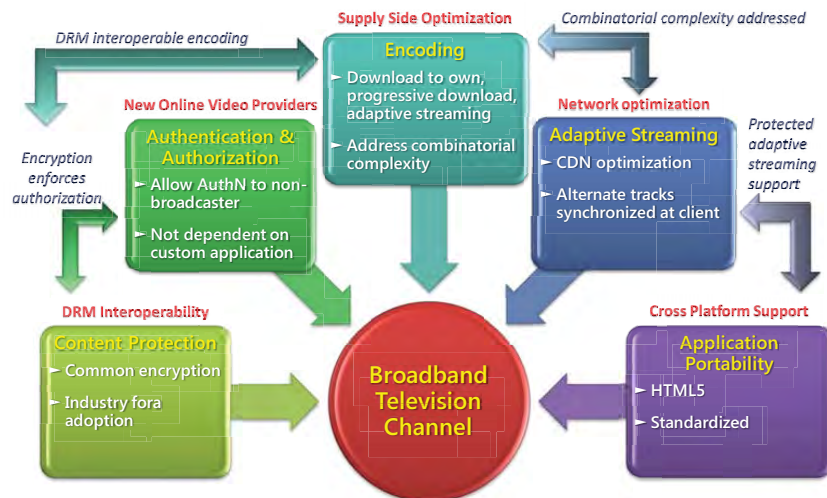 Supply Side Optimization
DRM interoperable encoding
Combinatorial complexity addressed
Encoding
► Download to own,
progressive download,
adaptive streaming
► Address combinatorial
complexity
New Online Video Providers
Authentication &
Authorization
► Allow AuthN to non-
broadcaster
► Not dependent on
custom application
Network optimization
Adaptive Streaming
► CDN optimization
► Alternate tracks
synchronized at client
Encryption
enforces
authorization
Protected
adaptive
streaming
support
DRM Interoperability
Content Protection
► Common encryption
► Industry fora
adoption
Broadband
Television
Channel
Cross Platform Support
Application
Portability
► HTML5
► Standardized